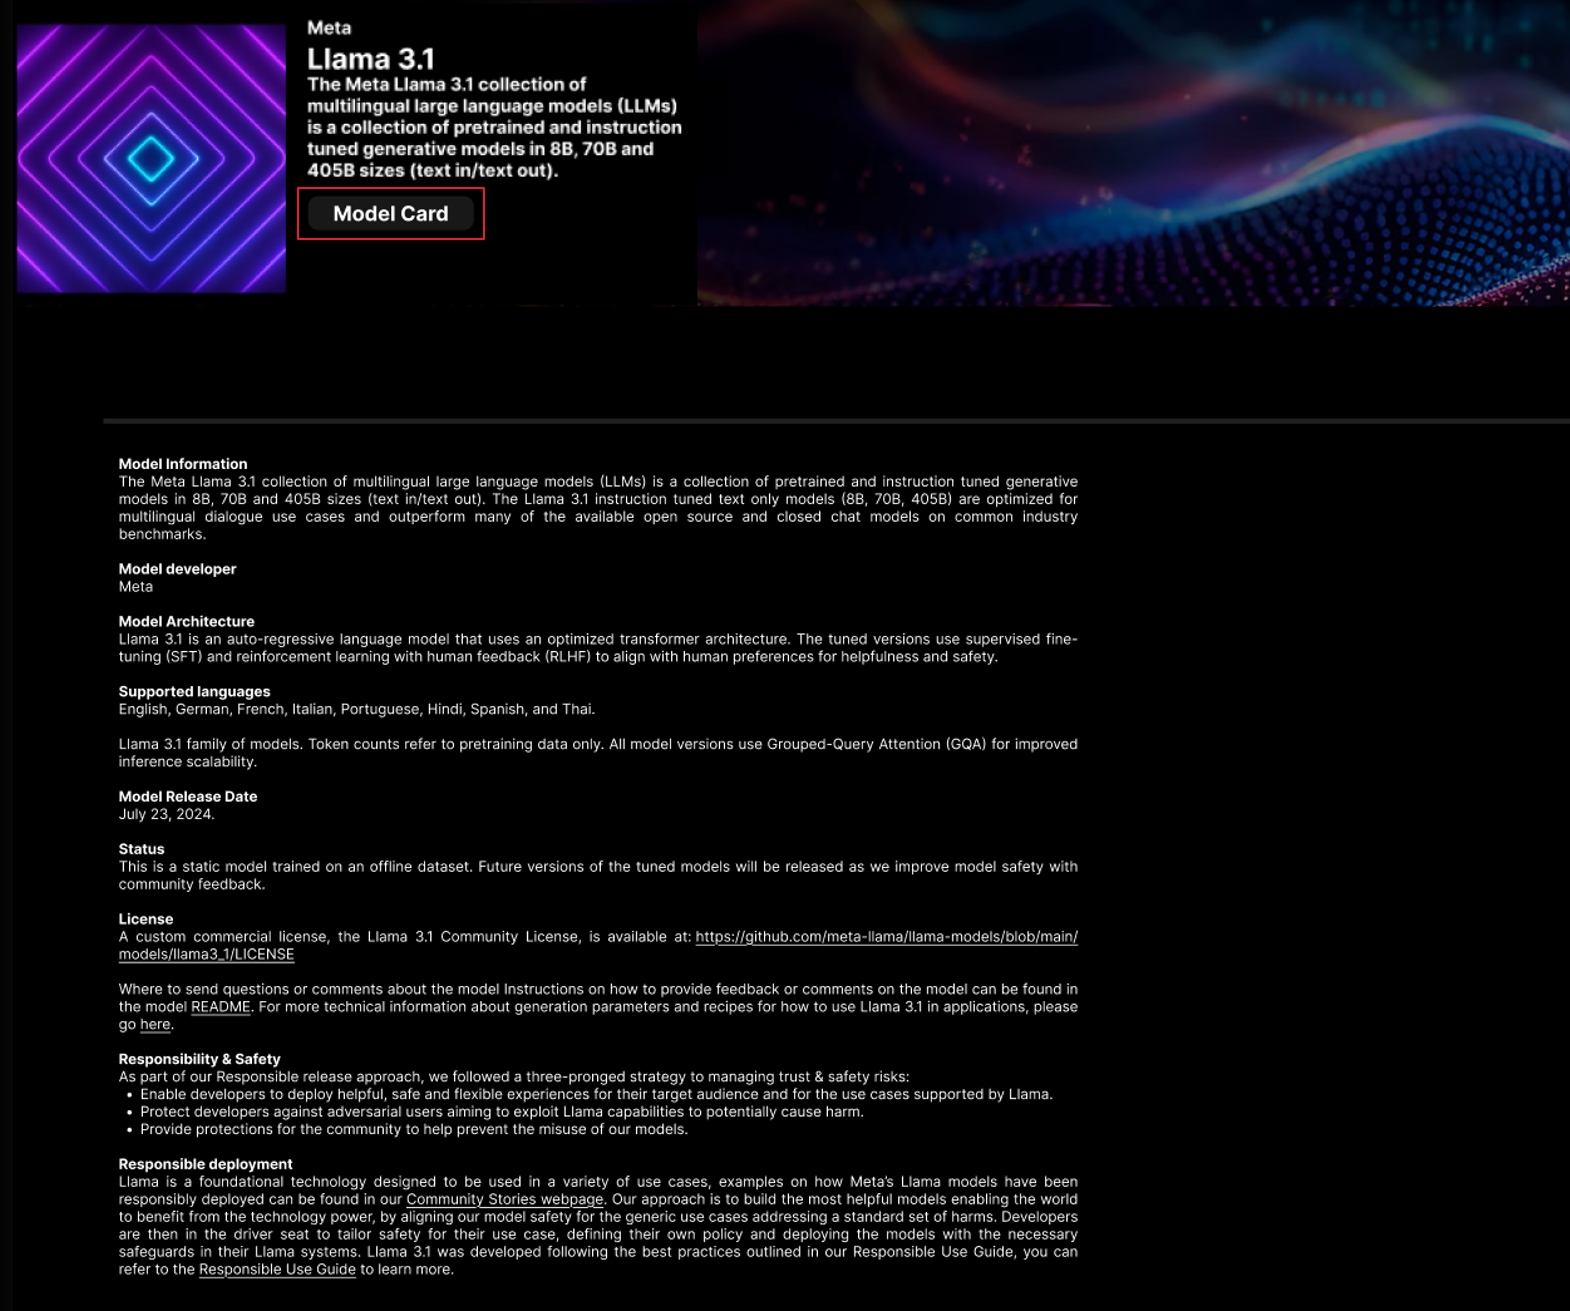 Meta
Llama 3.1
The Meta Llama 3.1 collection of
multilingual large language models (LLMs)
is a collection of pretrained and instruction
tuned generative models in 8B, 70B and
405B sizes (text in/text out).
Model Card
Model Information
The Meta Llama 3.1 collection of multilingual large language models (LLMs) is a collection of pretrained and instruction tuned generative
models in 8B, 70B and 405B sizes (text in/text out). The Llama 3.1 instruction tuned text only models (8B, 70B, 405B) are optimized for
multilingual dialogue use cases and outperform many of the available open source and closed chat models on common industry
benchmarks.
Model developer
Meta
Model Architecture
Llama 3.1 is an auto-regressive language model that uses an optimized transformer architecture. The tuned versions use supervised fine-
tuning (SFT) and reinforcement learning with human feedback (RLHF) to align with human preferences for helpfulness and safety.
Supported languages
English, German, French, Italian, Portuguese, Hindi, Spanish, and Thai.
Llama 3.1 family of models. Token counts refer to pretraining data only. All model versions use Grouped-Query Attention (GQA) for improved
inference scalability.
Model Release Date
July 23, 2024.
Status
This is a static model trained on an offline dataset. Future versions of the tuned models will be released as we improve model safety with
community feedback.
License
A custom commercial license, the Llama 3.1 Community License, is available at: https://github.com/meta-llama/llama-models/blob/main/
models/llama3_1/LICENSE
Where to send questions or comments about the model Instructions on how to provide feedback or comments on the model can be found in
the model README. For more technical information about generation parameters and recipes for how to use Llama 3.1 in applications, please
go here.
Responsibility & Safety
As part of our Responsible release approach, we followed a three-pronged strategy to managing trust & safety risks:
• Enable developers to deploy helpful, safe and flexible experiences for their target audience and for the use cases supported by Llama.
• Protect developers against adversarial users aiming to exploit Llama capabilities to potentially cause harm.
• Provide protections for the community to help prevent the misuse of our models.
Responsible deployment
Llama is a foundational technology designed to be used in a variety of use cases, examples on how Meta's Llama models have been
responsibly deployed can be found in our Community Stories webpage. Our approach is to build the most helpful models enabling the world
to benefit from the technology power, by aligning our model safety for the generic use cases addressing a standard set of harms. Developers
are then in the driver seat to tailor safety for their use case, defining their own policy and deploying the models with the necessary
safeguards in their Llama systems. Llama 3.1 was developed following the best practices outlined in our Responsible Use Guide, you can
refer to the Responsible Use Guide to learn more.